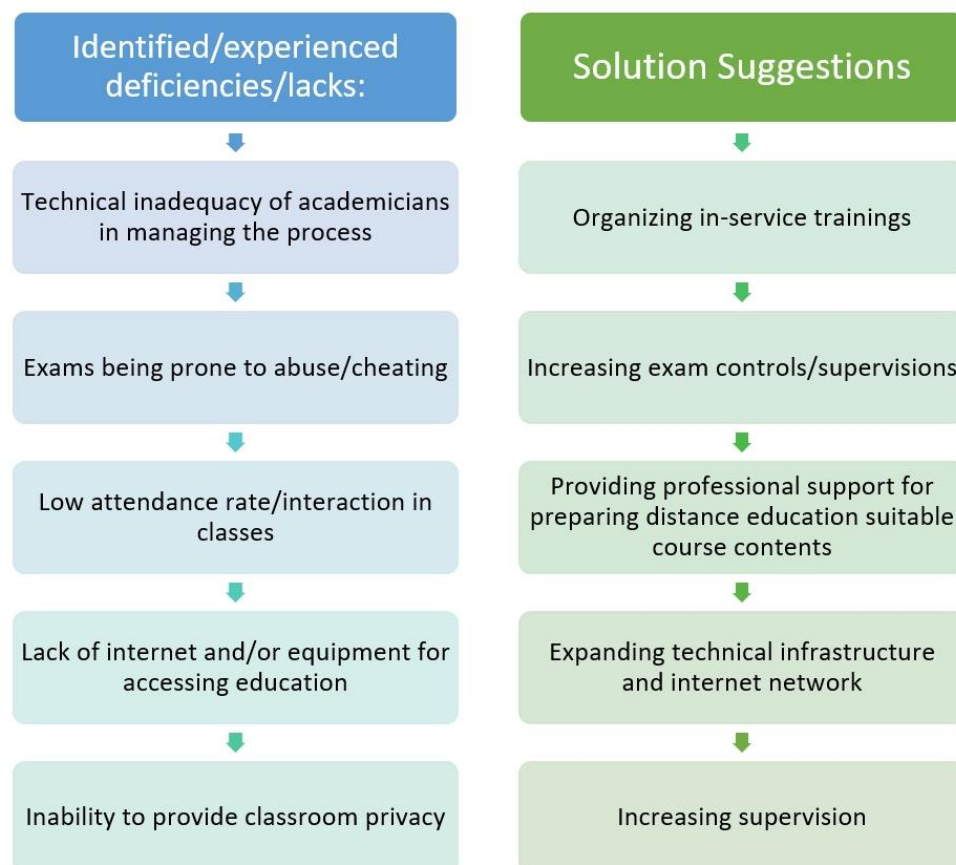 Identified/experienced
deficiencies/lacks:
Technical inadequacy of academicians
in managing the process
Exams being prone to abuse/cheating
Low attendance rate/interaction in
classes
Lack of internet and/or equipment for
accessing education
Inability to provide classroom privacy
Solution Suggestions
Organizing in-service trainings
Increasing exam controls/supervisions
Providing professional support for
preparing distance education suitable
course contents
Expanding technical infrastructure
and internet network
Increasing supervision